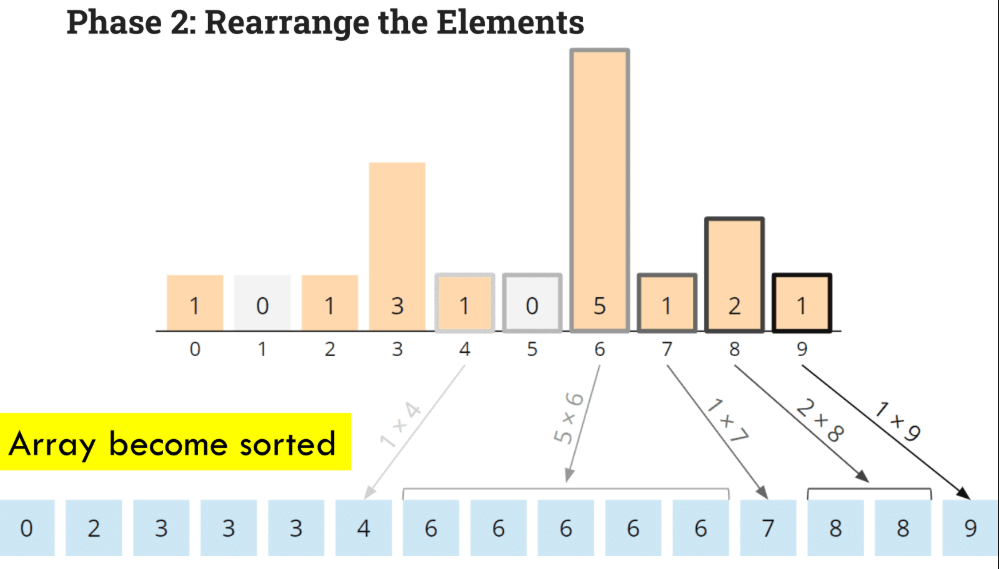 Phase 2: Rearrange the Elements
1 0 1 3 1 0 5 1 2 1
0 1 2 3 4 5 6 7 8 9
1 × 4 5 × 6 1 × 7 2 × 8 1 × 9
Array become sorted
0 2 3 3 3 4 6 6 6 6 6 7 8 8 9